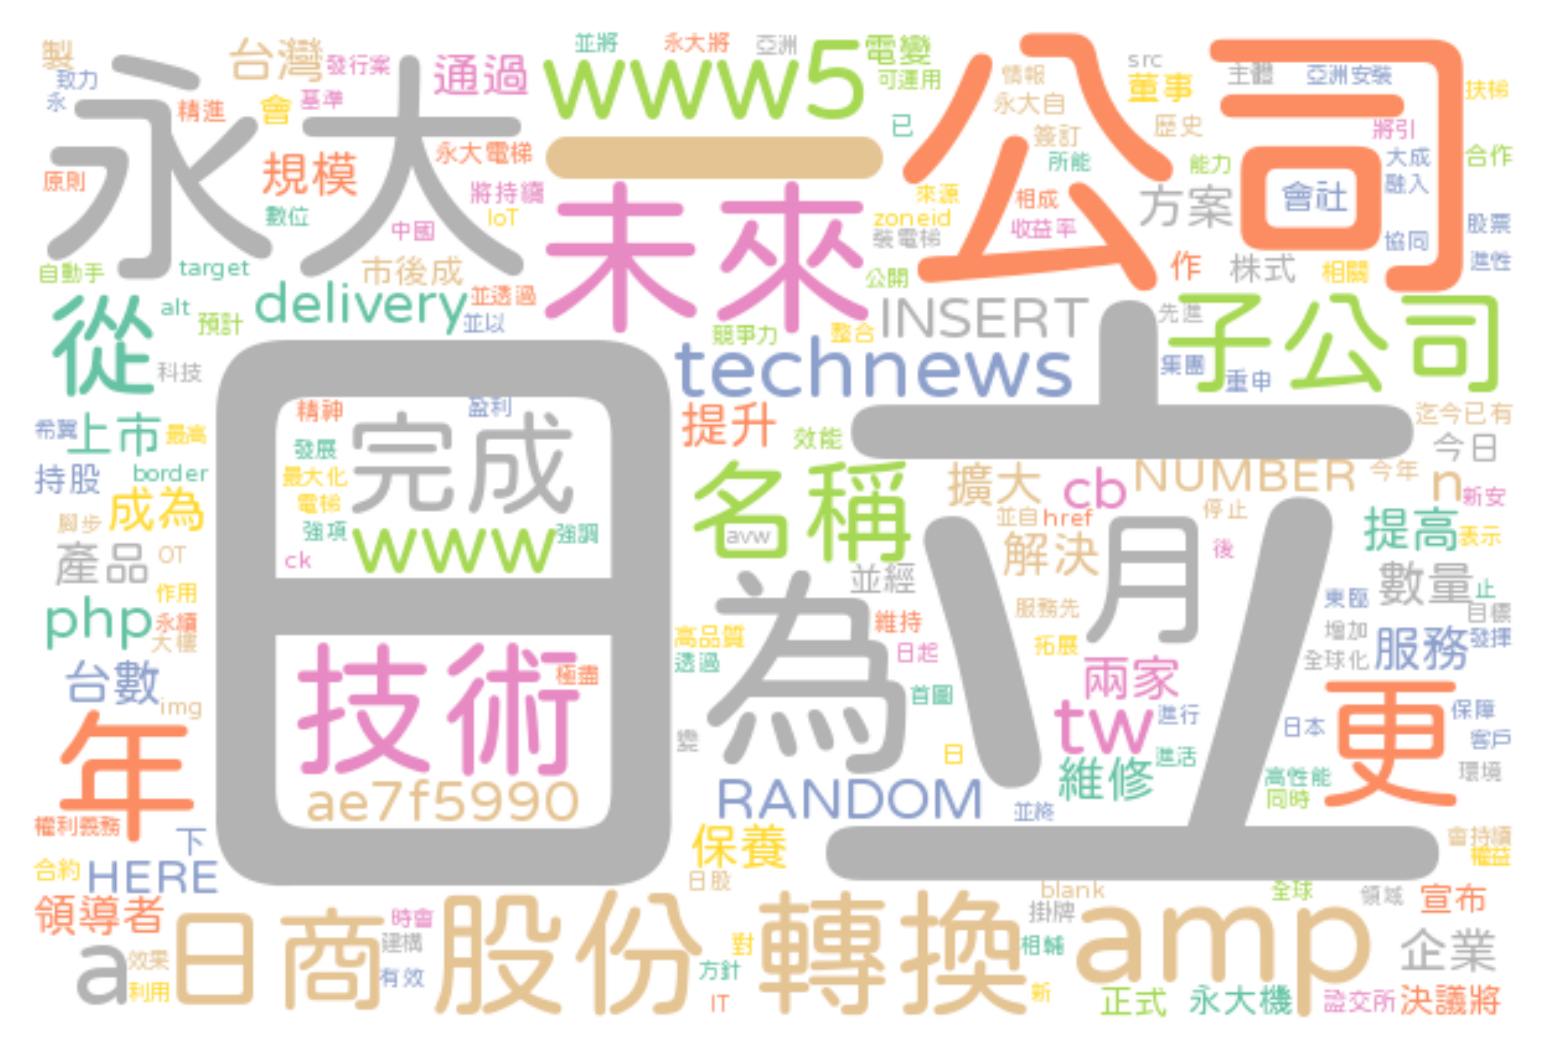 製
致力
永
台灣
發行案
通過
www5
並將
永大將
亞洲
電變
可運用
公司
src
主體
亞洲安裝
扶梯
情報
董事
永大自
歷史
簽訂
將引
精進
會
基準
永大
規模
永大電梯
一
已
所能
能力
大成
合作
原則
將持續
未來
來源
相成
方案
會社
融入
數位
IoT
zoneid
收益率
股票
中國
裝電梯
協同
自動手
target
市後成
公開
作
株式
相關
進性
從
alt
預計
delivery
並透過
並以
競爭力
整合
INSERT
先進
子公司
科技
technews
集團
重申
日立
精神
盈利
提升
迄今已有
希翼
上市
最高
發展
完成
效能
今日
持股
border
最大化
名稱
擴大
cb
NUMBER
今年
n
新安
成為
電梯
並自
href
停止
腳步
強項
www
強調
avw
解決
月
後
提高
表示
產品
OT
ck
並經
數量
止
作用
服務先
東臨
目標
php
永續
大樓
技術
極盡
高品質
為
維持
拓展
增加
服務
發揮
透過
日起
兩家
全球化
台數
img
首圖
tw
進行
更
保障
年
變
日
進活
日本
客戶
維修
高性能
環境
ae7f5990
RANDOM
並終
同時
權利義務
下
保養
會持續
權益
合約
HERE
日股
blank
全球
領域
宣布
領導者
時會
掛牌
a
效果
日商
建構
股份
對
轉換
相輔
amp
企業
利用
有效
方針
IT
新
正式
永大機
證交所
決議將